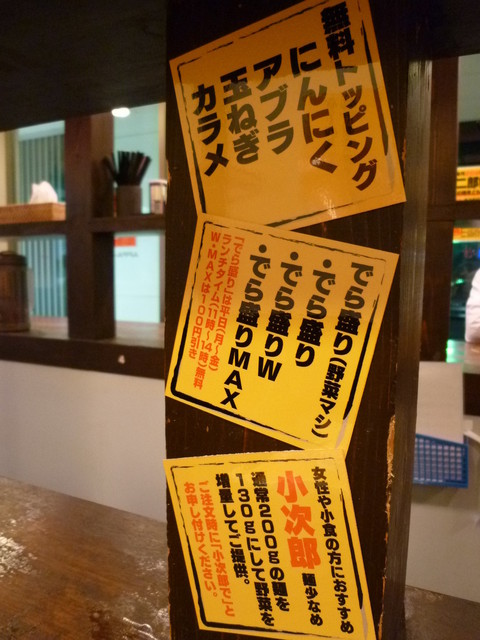 無料トッピング
にんにく
アブラ
玉ねぎ
カラメ
でら盛り(野菜マシ)
・でら盛り
・でら盛りW
・でら盛りMAX
「でら盛り」は平日(月～金)
ランチタイム(11時～14時)無料
W・MAXは100円引き
女性や小食の方におすすめ
小次郎 麺少なめ
通常200gの麺を
130gにして野菜を
増量してご提供。
ご注文時に「小次郎で」と
お申し付けください。
二郎